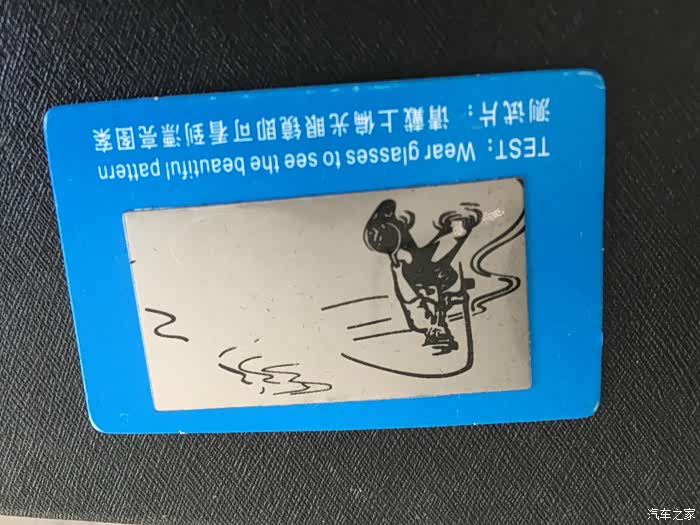 测试片：请戴上偏光眼镜即可看到漂亮图案
TEST: Wear glasses to see the beautiful pattern
汽车之家